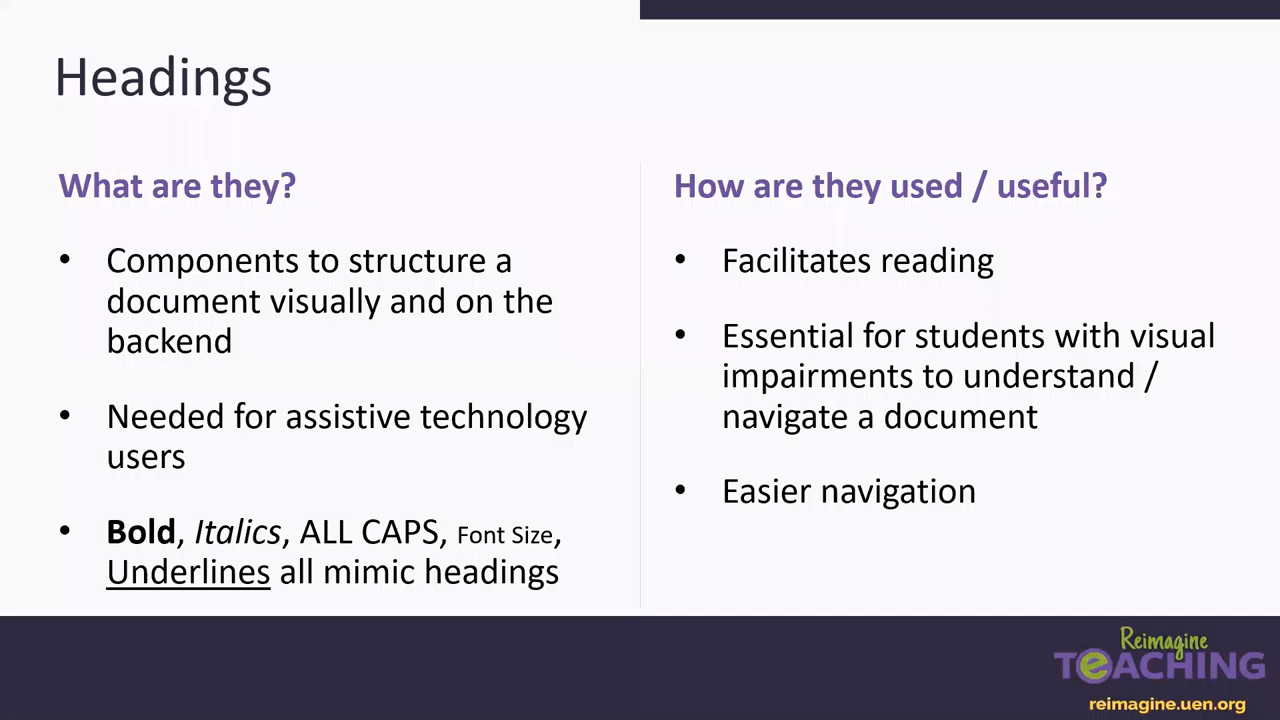 Headings
What are they?
• Components to structure a
document visually and on the
backend
• Needed for assistive technology
users
• Bold, Italics, ALL CAPS, Font Size,
Underlines all mimic headings
How are they used / useful?
• Facilitates reading
• Essential for students with visual
impairments to understand /
navigate a document
• Easier navigation
Reimagine
TEACHING
reimagine.uen.org